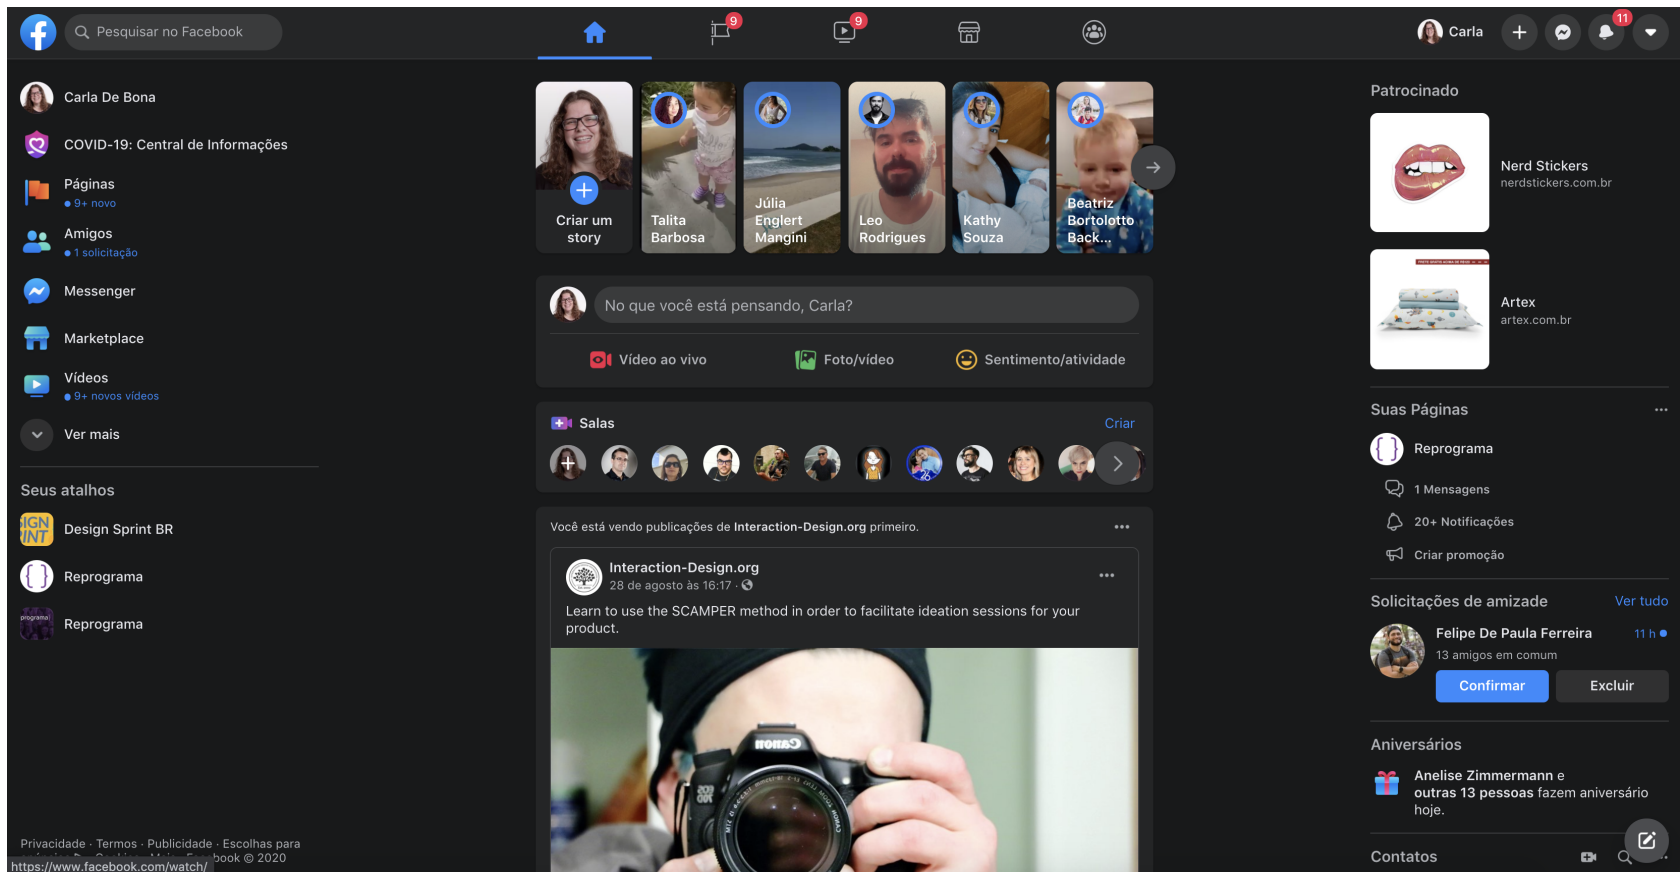 Pesquisar no Facebook
9
9
Carla
11
Carla De Bona
COVID-19: Central de Informações
Páginas
9+ novo
Amigos
1 solicitação
Messenger
Marketplace
Vídeos
9+ novos vídeos
Ver mais
Seus atalhos
Design Sprint BR
Reprograma
Reprograma
Privacidade · Termos · Publicidade · Escolhas para
book © 2020
https://www.facebook.com/watch/
Criar um
story
Talita
Barbosa
Júlia
Englert
Mangini
Leo
Rodrigues
Kathy
Souza
Beatriz
Bortolotto
Back...
No que você está pensando, Carla?
Vídeo ao vivo
Foto/vídeo
Sentimento/atividade
Salas
Criar
Você está vendo publicações de Interaction-Design.org primeiro.
Interaction-Design.org
28 de agosto às 16:17 ·
Learn to use the SCAMPER method in order to facilitate ideation sessions for your
product.
Canon
Patrocinado
Nerd Stickers
nerdstickers.com.br
Artex
artex.com.br
Suas Páginas
Reprograma
1 Mensagens
20+ Notificações
Criar promoção
Solicitações de amizade
Ver tudo
Felipe De Paula Ferreira
11 h
13 amigos em comum
Confirmar
Excluir
Aniversários
Anelise Zimmermann e
outras 13 pessoas fazem aniversário
hoje.
Contatos